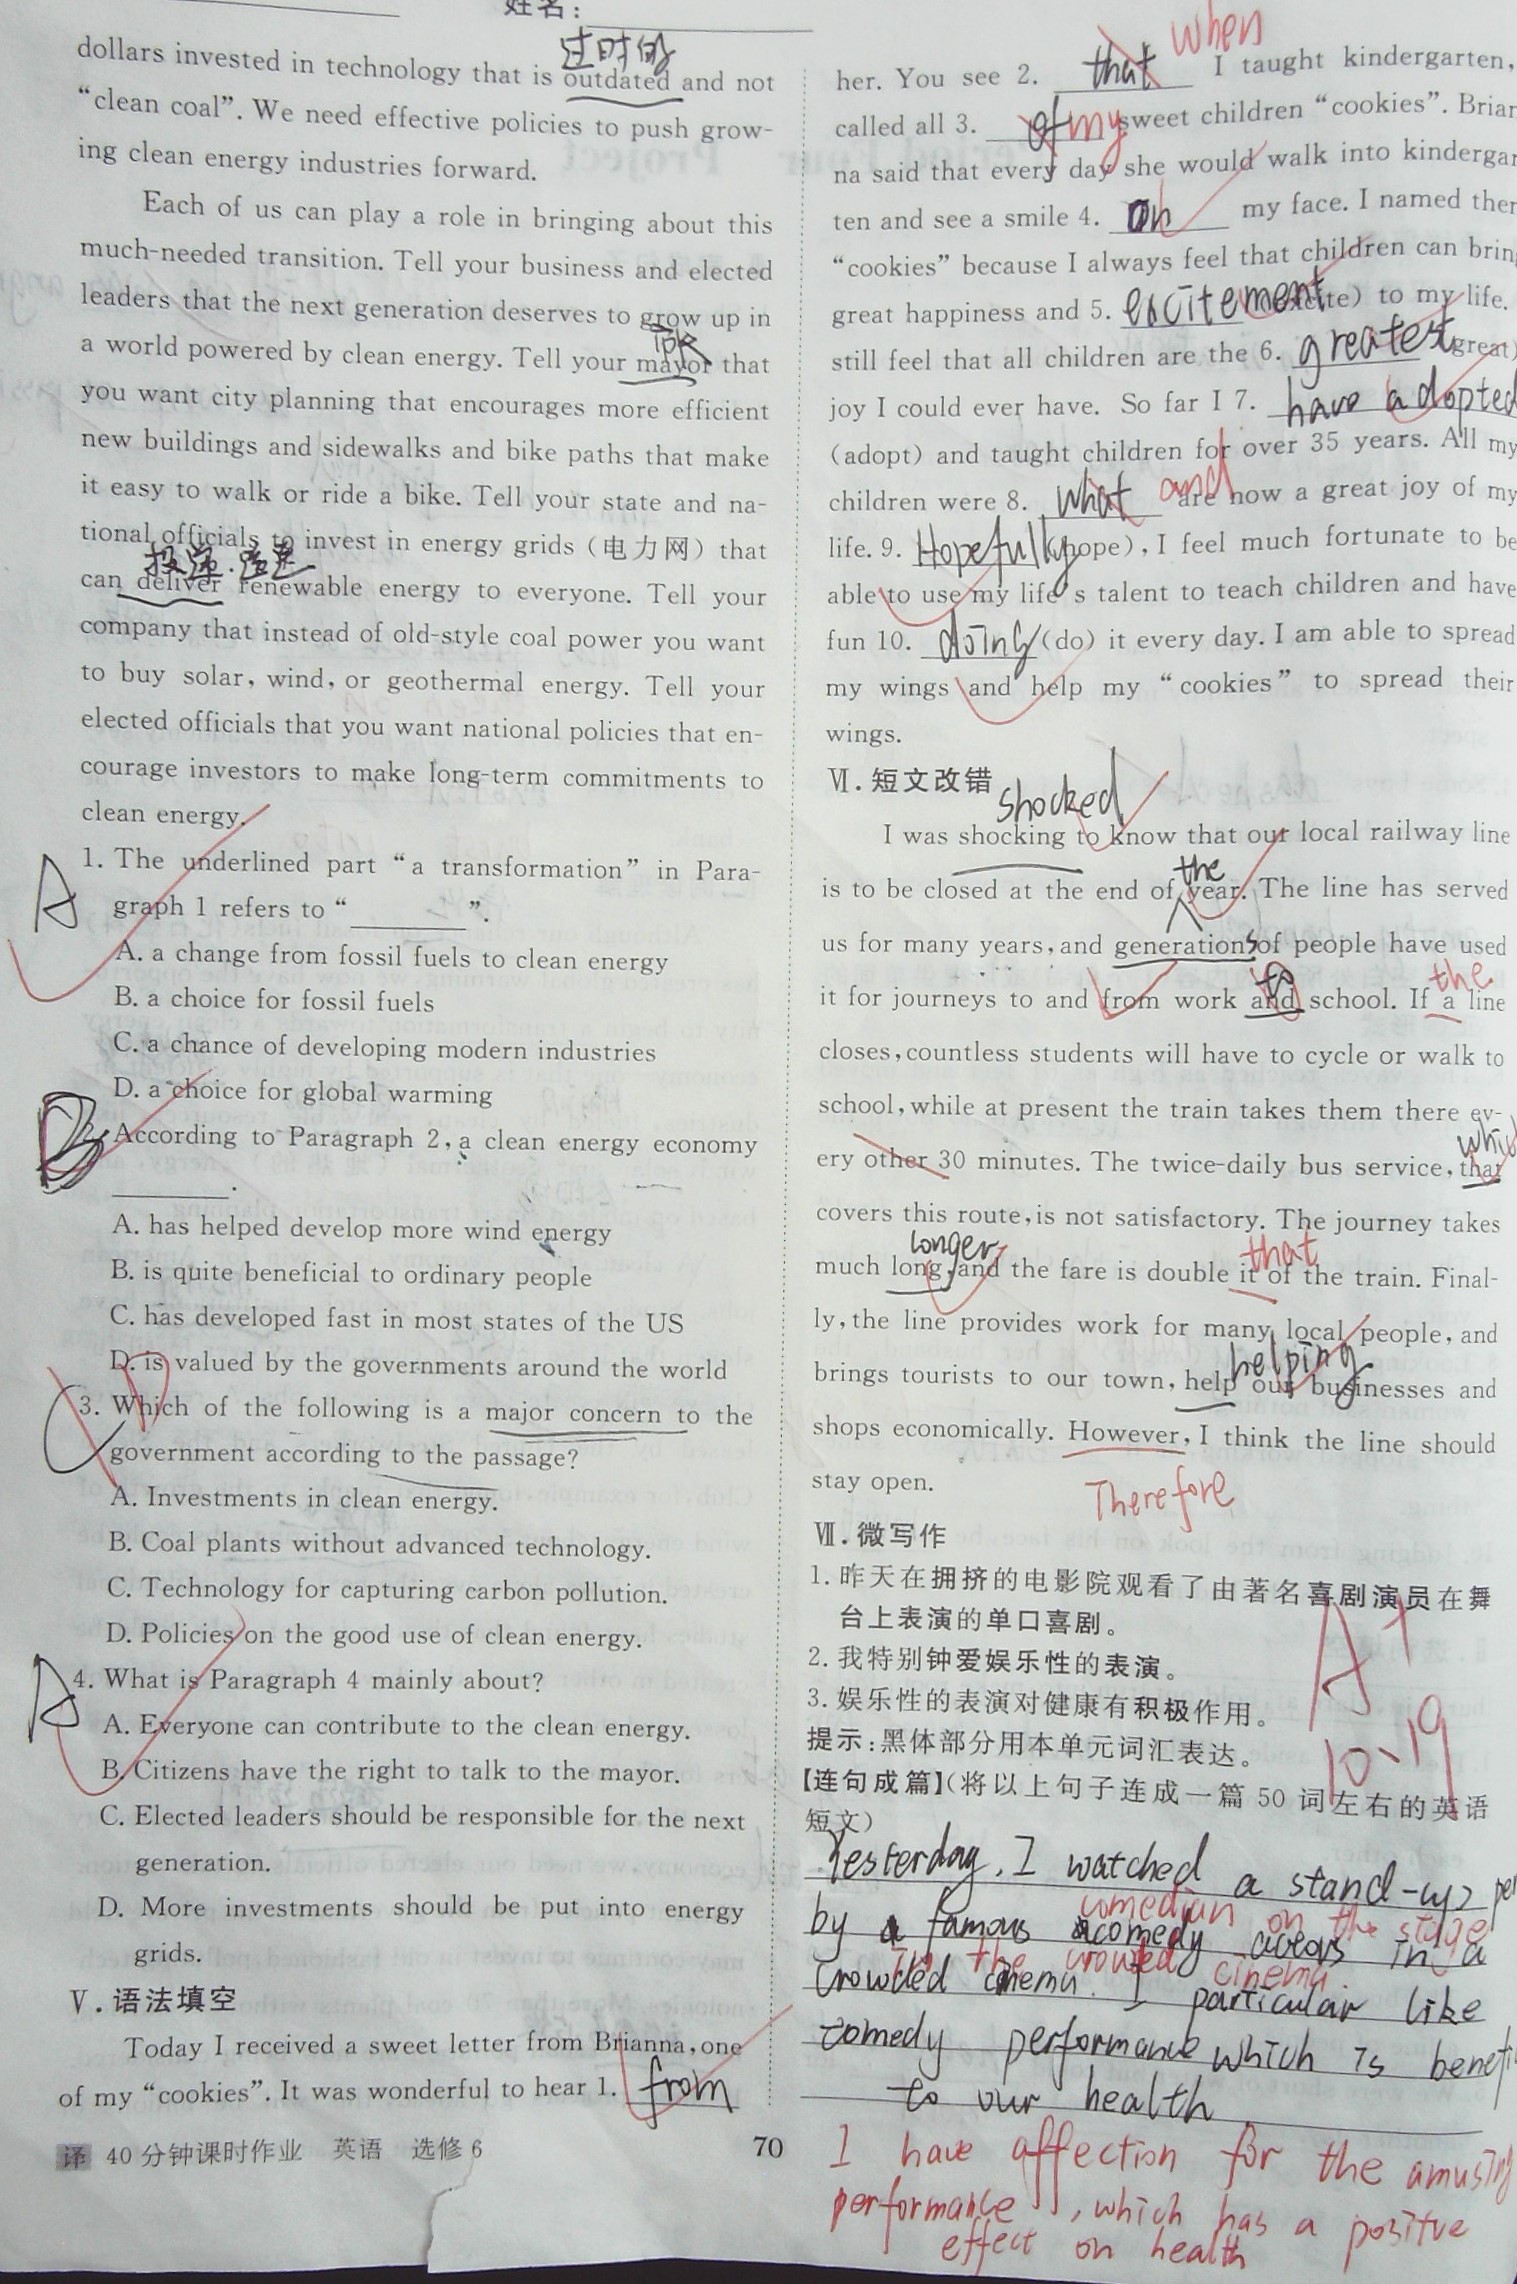 姓名:
过时的
dollars invested in technology that is outdated and not
“clean coal”. We need effective policies to push grow-
ing clean energy industries forward.
Each of us can play a role in bringing about this
much-needed transition. Tell your business and elected
leaders that the next generation deserves to grow up in
a world powered by clean energy. Tell your mayor that
you want city planning that encourages more efficient
new buildings and sidewalks and bike paths that make
it easy to walk or ride a bike. Tell your state and na-
tional officials to invest in energy grids（电力网）that
can deliver renewable energy to everyone. Tell your
company that instead of old-style coal power you want
to buy solar, wind, or geothermal energy. Tell your
elected officials that you want national policies that en-
courage investors to make long-term commitments to
clean energy.
A
1. The underlined part “a transformation” in Para-
graph 1 refers to “______”.
A. a change from fossil fuels to clean energy
B. a choice for fossil fuels
C. a chance of developing modern industries
D. a choice for global warming
B
According to Paragraph 2, a clean energy economy
______.
A. has helped develop more wind energy
B. is quite beneficial to ordinary people
C. has developed fast in most states of the US
D. is valued by the governments around the world
C D
3. Which of the following is a major concern to the
government according to the passage?
A. Investments in clean energy.
B. Coal plants without advanced technology.
C. Technology for capturing carbon pollution.
D. Policies on the good use of clean energy.
A
4. What is Paragraph 4 mainly about?
A. Everyone can contribute to the clean energy.
B. Citizens have the right to talk to the mayor.
C. Elected leaders should be responsible for the next
generation.
D. More investments should be put into energy
grids.
Ⅴ.语法填空
Today I received a sweet letter from Brianna, one
of my “cookies”. It was wonderful to hear 1. from
译 40分钟课时作业 英语 选修6
70
when
her. You see 2. that I taught kindergarten,
called all 3. of my sweet children “cookies”. Brian
na said that every day she would walk into kindergar
ten and see a smile 4. on my face. I named them
“cookies” because I always feel that children can bring
great happiness and 5. excitement (excite) to my life.
still feel that all children are the 6. greatest (great)
joy I could ever have. So far I 7. have adopted
(adopt) and taught children for over 35 years. All my
children were 8. what and are now a great joy of my
life. 9. Hopefully (hope), I feel much fortunate to be
able to use my life's talent to teach children and have
fun 10. doing (do) it every day. I am able to spread
my wings and help my “cookies” to spread their
wings.
Ⅵ.短文改错
shocked
I was shocking to know that our local railway line
the
is to be closed at the end of year. The line has served
us for many years, and generations of people have used
to the
it for journeys to and from work and school. If a line
closes, countless students will have to cycle or walk to
school, while at present the train takes them there ev-
ery other 30 minutes. The twice-daily bus service, that
covers this route, is not satisfactory. The journey takes
longer that
much long, and the fare is double it of the train. Final-
ly, the line provides work for many local people, and
helping
brings tourists to our town, help our businesses and
shops economically. However, I think the line should
stay open.
Therefore
Ⅶ.微写作
1. 昨天在拥挤的电影院观看了由著名喜剧演员在舞
台上表演的单口喜剧。
2. 我特别钟爱娱乐性的表演。
3. 娱乐性的表演对健康有积极作用。
提示:黑体部分用本单元词汇表达。
A+
10、19
【连句成篇】（将以上句子连成一篇 50 词左右的英语
短文）
Yesterday, I watched a stand-up
comedian on the stage
by a famous comedy actors in a
in the crowded cinema.
crowded cinema. I particular like
comedy performance which is
to our health
I have affection for the amusing
performance, which has a positve
effect on health